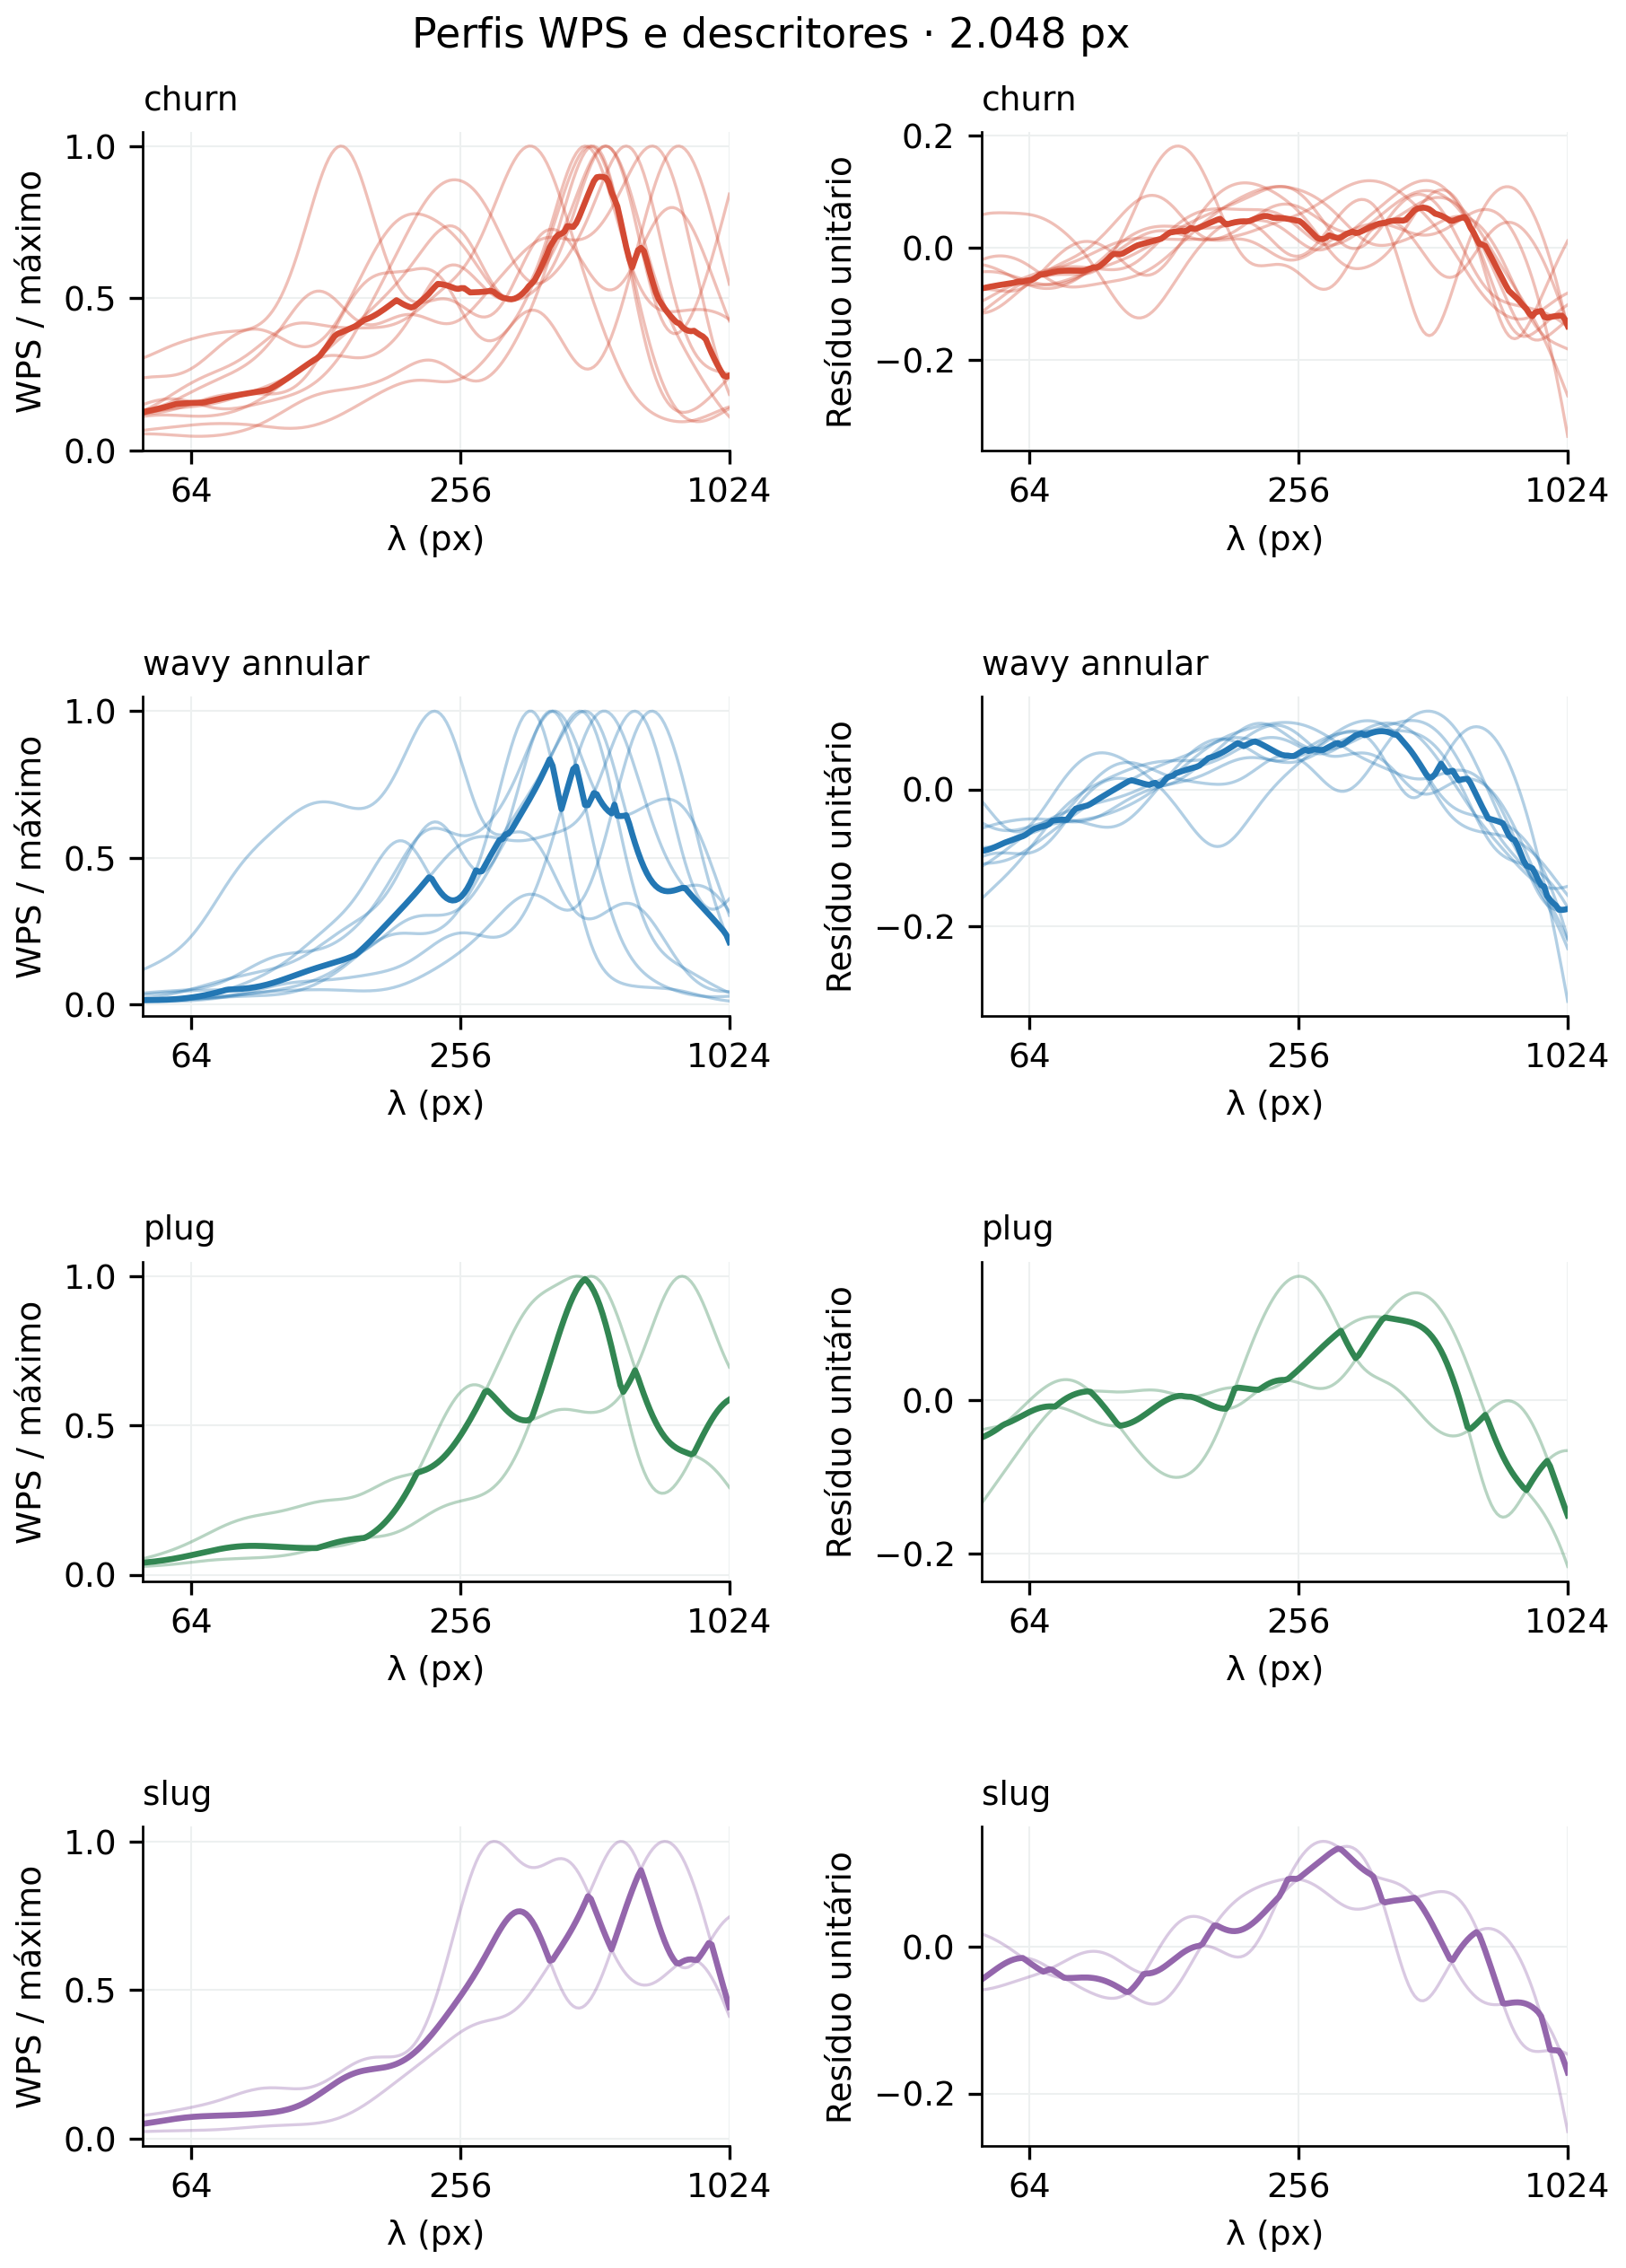 Perfis WPS e descritores · 2.048 px
churn
WPS / máximo
1.0
0.5
0.0
64 256 1024
λ (px)
churn
Resíduo unitário
0.2
0.0
−0.2
64 256 1024
λ (px)
wavy annular
WPS / máximo
1.0
0.5
0.0
64 256 1024
λ (px)
wavy annular
Resíduo unitário
0.0
−0.2
64 256 1024
λ (px)
plug
WPS / máximo
1.0
0.5
0.0
64 256 1024
λ (px)
plug
Resíduo unitário
0.0
−0.2
64 256 1024
λ (px)
slug
WPS / máximo
1.0
0.5
0.0
64 256 1024
λ (px)
slug
Resíduo unitário
0.0
−0.2
64 256 1024
λ (px)